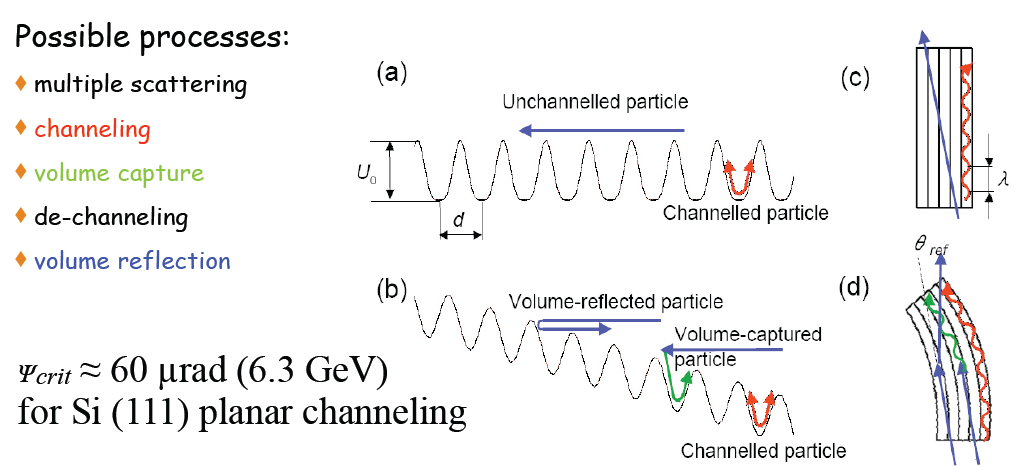 Possible processes:
♦ multiple scattering
♦ channeling
♦ volume capture
♦ de-channeling
♦ volume reflection
Ψcrit ≈ 60 µrad (6.3 GeV)
for Si (111) planar channeling
(a)
Unchannelled particle
U₀
d
Channelled particle
(b)
Volume-reflected particle
Volume-captured
particle
Channelled particle
(c)
λ
θ ref
(d)